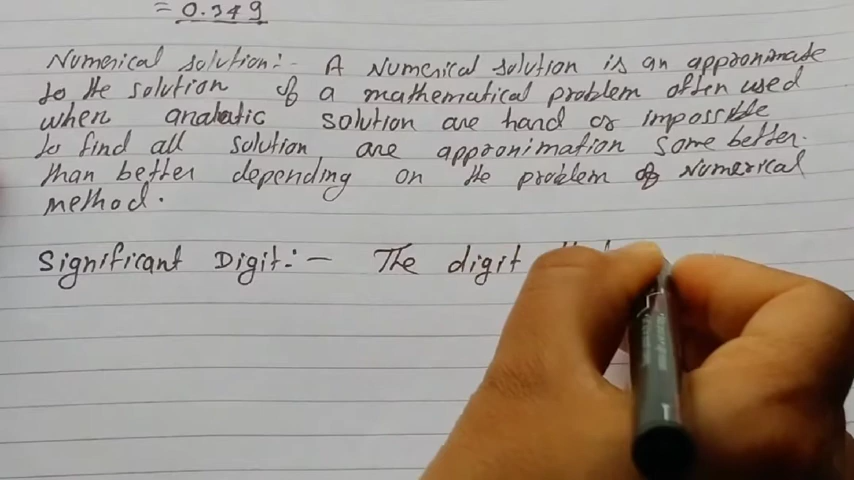 = 0.349
Numerical solution:- A Numerical solution is an approximate
to the solution of a mathematical problem often used
when analatic solution are hand or impossible
to find all solution are approximation some better.
than better depending on the problem of Numerical
method.
Significant Digit:- The digit